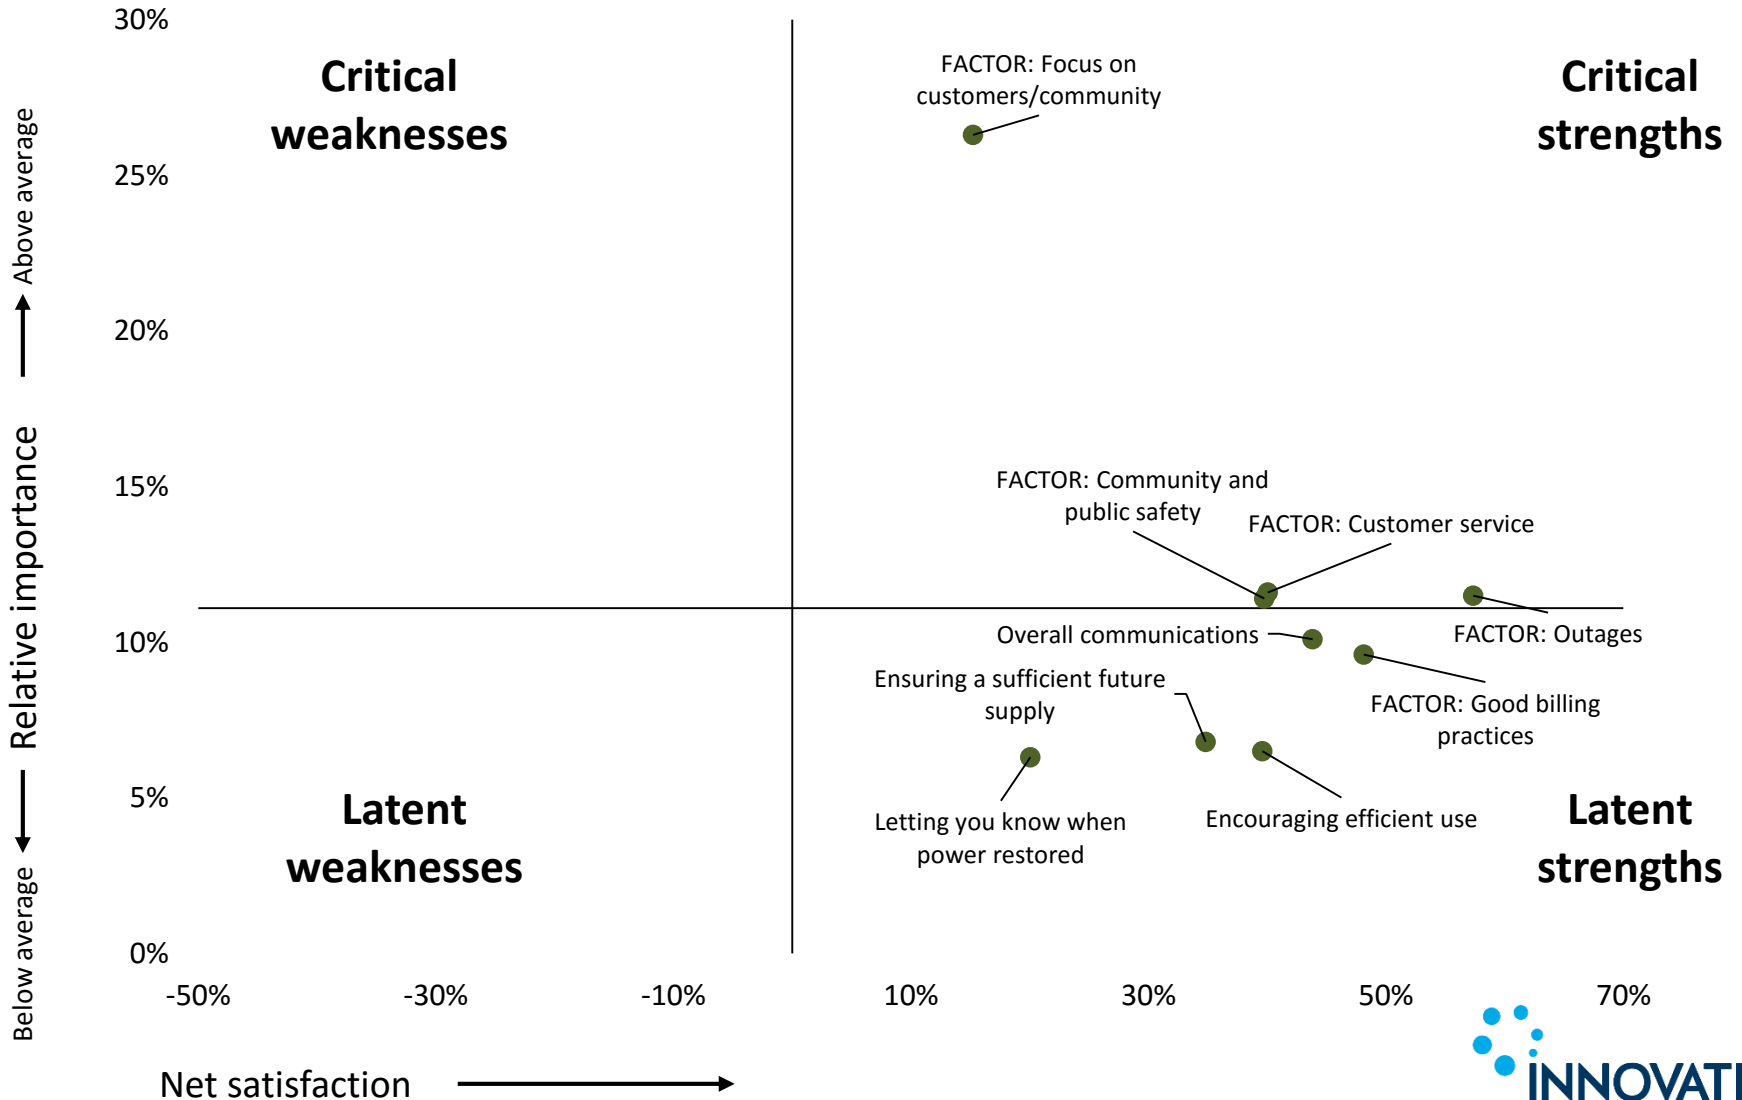 30%
Critical
weaknesses
FACTOR: Focus on
customers/community
Critical
strengths
25%
Above average
20%
15%
FACTOR: Community and
public safety
FACTOR: Customer service
Relative importance
10%
Overall communications
FACTOR: Outages
Ensuring a sufficient future
supply
FACTOR: Good billing
practices
5%
Latent
weaknesses
Letting you know when
power restored
Encouraging efficient use
Latent
strengths
Below average
0%
-50%
-30%
-10%
10%
30%
50%
70%
Net satisfaction